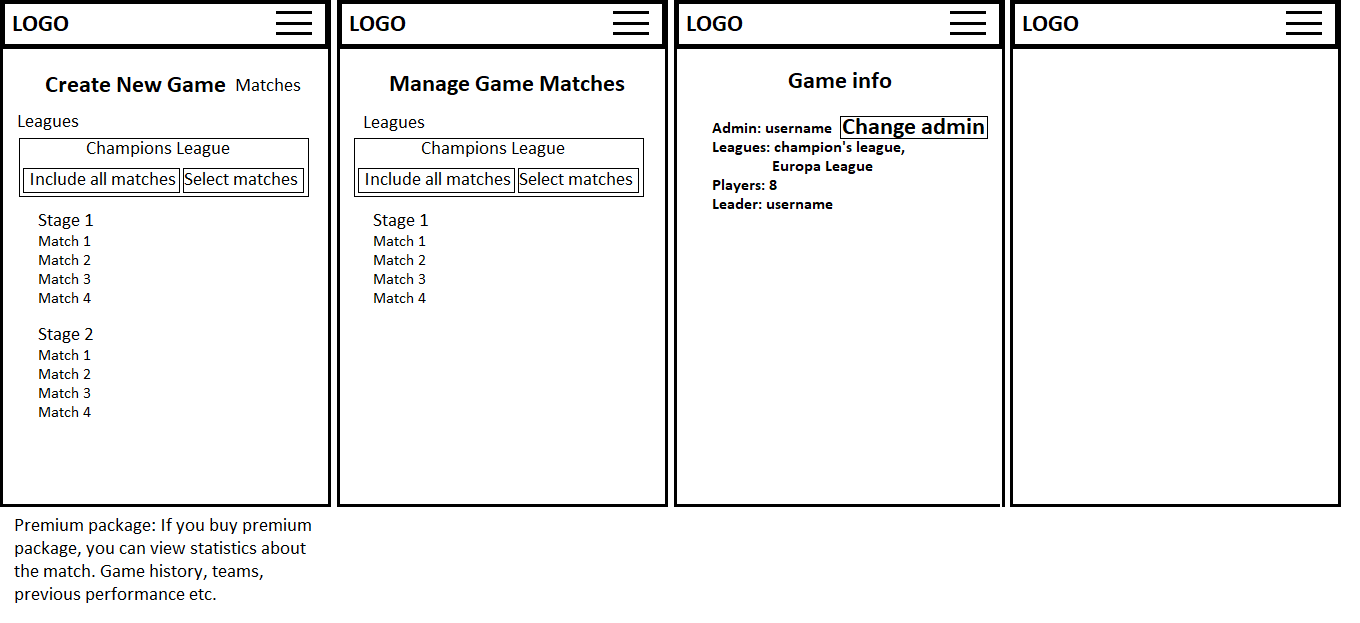 LOGO
Create New Game Matches
Leagues
Champions League
Include all matches Select matches
Stage 1
Match 1
Match 2
Match 3
Match 4
Stage 2
Match 1
Match 2
Match 3
Match 4
Premium package: If you buy premium
package, you can view statistics about
the match. Game history, teams,
previous performance etc.
LOGO
Manage Game Matches
Leagues
Champions League
Include all matches Select matches
Stage 1
Match 1
Match 2
Match 3
Match 4
LOGO
Game info
Admin: username Change admin
Leagues: champion's league,
Europa League
Players: 8
Leader: username
LOGO